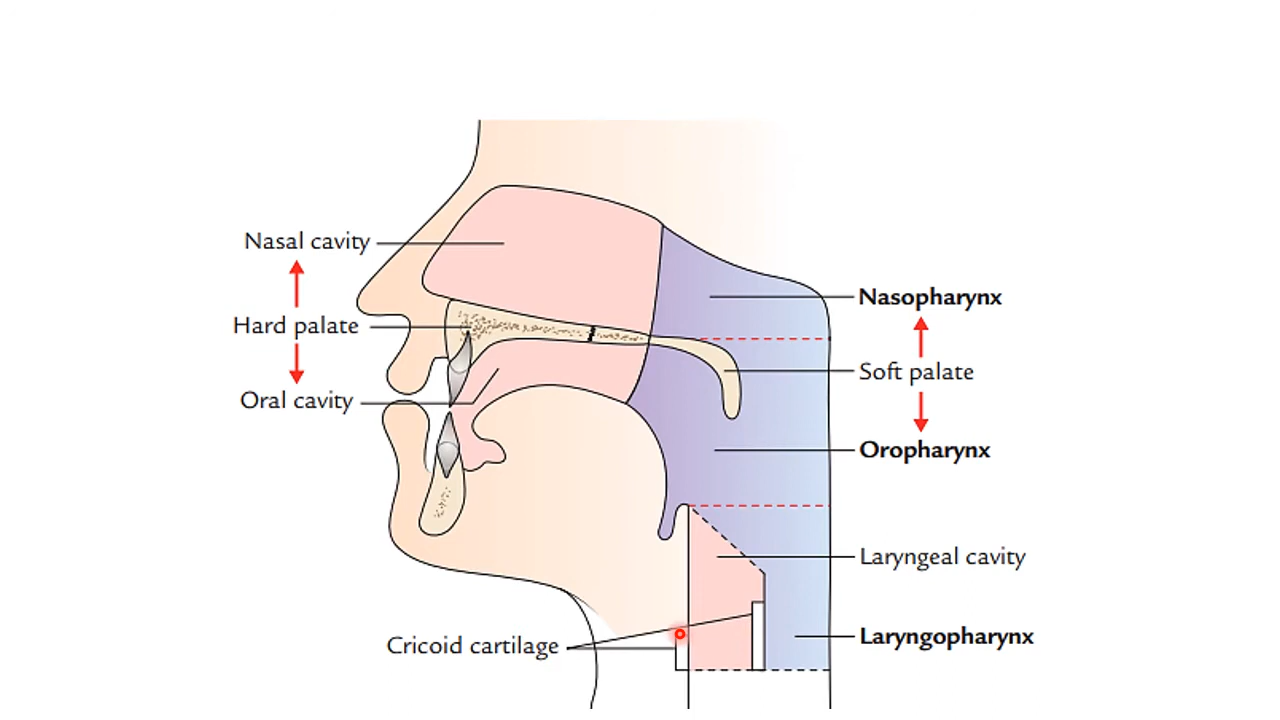 Nasal cavity
Hard palate
Oral cavity
Nasopharynx
Soft palate
Oropharynx
Laryngeal cavity
Laryngopharynx
Cricoid cartilage